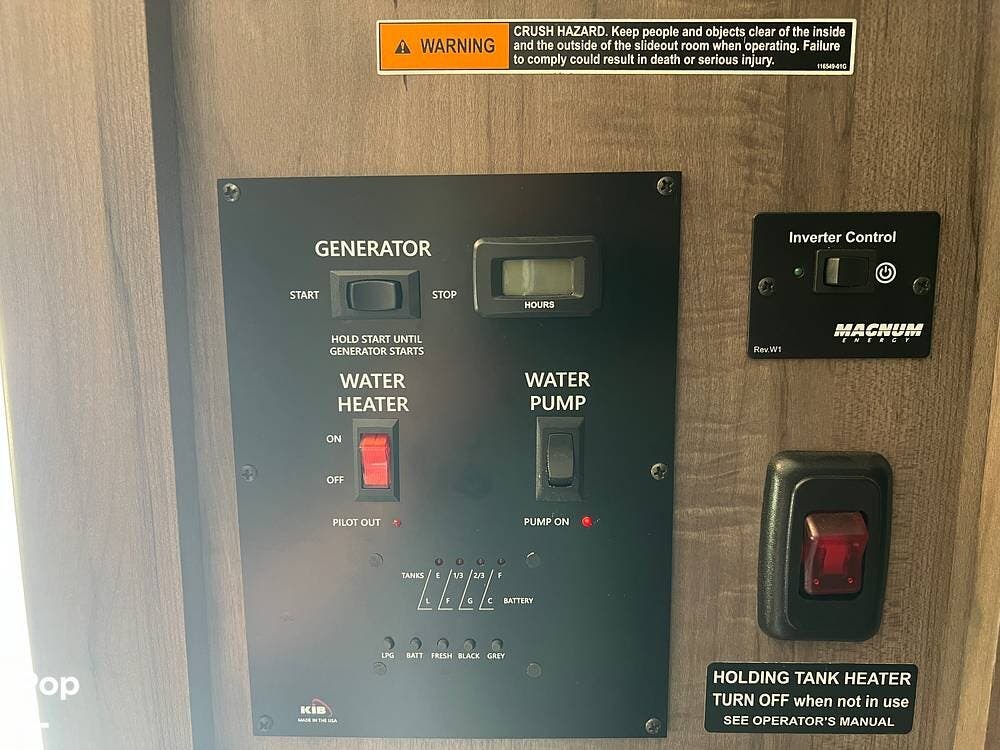 WARNING
CRUSH HAZARD. Keep people and objects clear of the inside
and the outside of the slideout room when operating. Failure
to comply could result in death or serious injury.
116549-01G
GENERATOR
START
STOP
HOURS
HOLD START UNTIL
GENERATOR STARTS
WATER
HEATER
ON
OFF
PILOT OUT
WATER
PUMP
PUMP ON
TANKS E 1/3 2/3 F
L F G C BATTERY
LPG BATT FRESH BLACK GREY
KIB
MADE IN THE USA
Inverter Control
MAGNUM
ENERGY
Rev.W1
HOLDING TANK HEATER
TURN OFF when not in use
SEE OPERATOR'S MANUAL
Pop